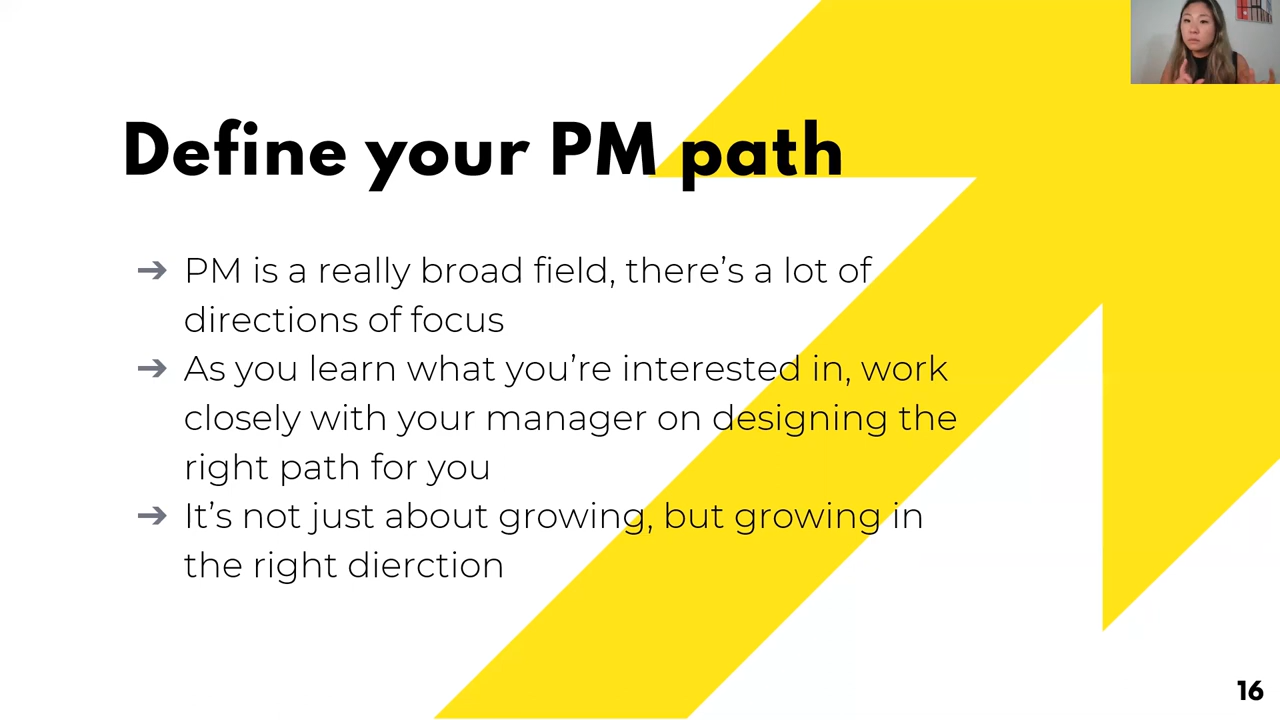 Define your PM path
➔ PM is a really broad field, there’s a lot of
directions of focus
➔ As you learn what you’re interested in, work
closely with your manager on designing the
right path for you
➔ It’s not just about growing, but growing in
the right dierction
16